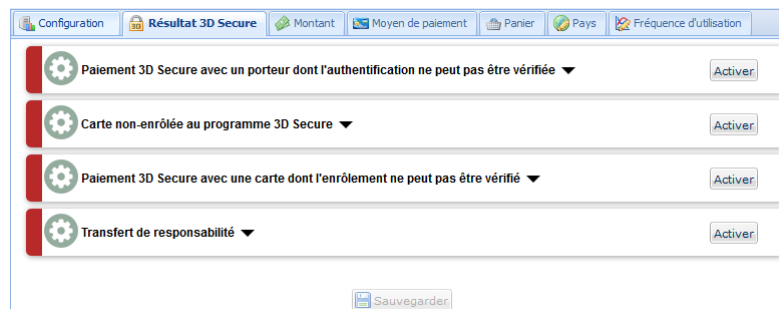 Configuration
Résultat 3D Secure
Montant
Moyen de paiement
Panier
Pays
Fréquence d'utilisation
Paiement 3D Secure avec un porteur dont l'authentification ne peut pas être vérifiée
Activer
Carte non-enrôlée au programme 3D Secure
Activer
Paiement 3D Secure avec une carte dont l'enrôlement ne peut pas être vérifié
Activer
Transfert de responsabilité
Activer
Sauvegarder